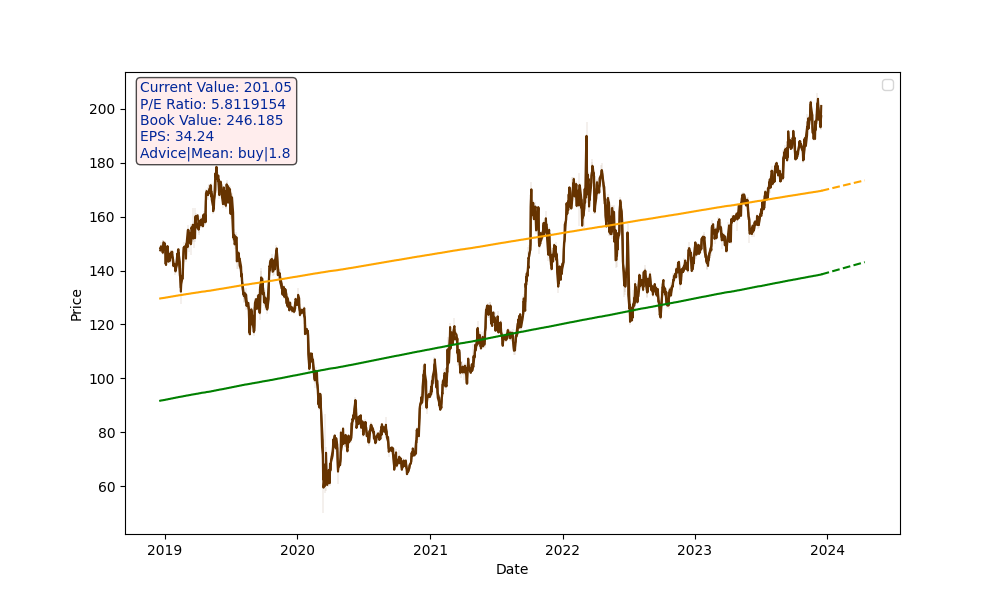 Current Value: 201.05
P/E Ratio: 5.8119154
Book Value: 246.185
EPS: 34.24
Advice|Mean: buy|1.8
200
180
160
140
120
100
80
60
Price
2019 2020 2021 2022 2023 2024
Date